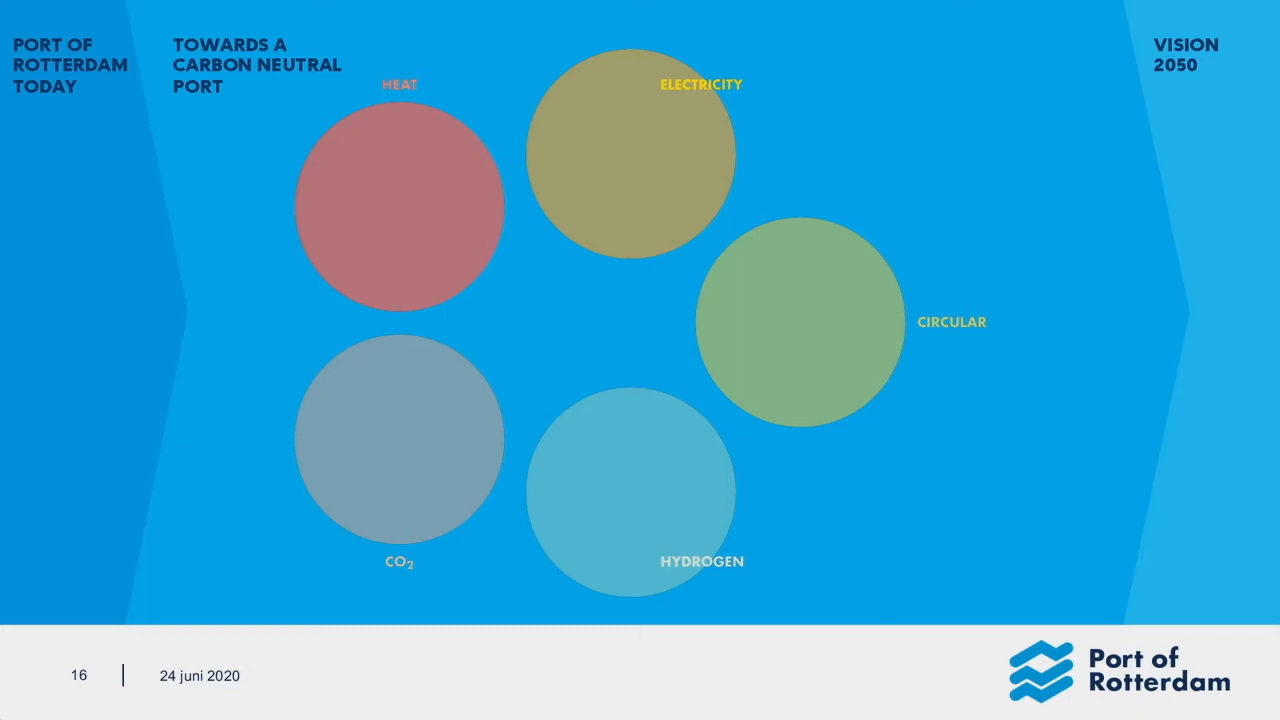 PORT OF
ROTTERDAM
TODAY
TOWARDS A
CARBON NEUTRAL
PORT
VISION
2050
HEAT
ELECTRICITY
CIRCULAR
CO₂
HYDROGEN
16
24 juni 2020
Port of
Rotterdam